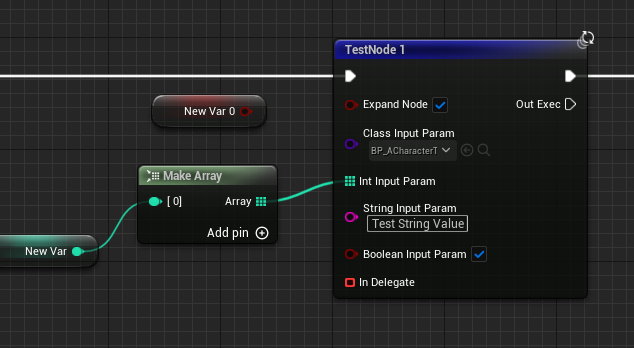 TestNode 1
New Var 0
Expand Node
Out Exec
Class Input Param
BP_ACharacterT
Make Array
Int Input Param
[ 0]
Array
String Input Param
Test String Value
Add pin
New Var
Boolean Input Param
In Delegate